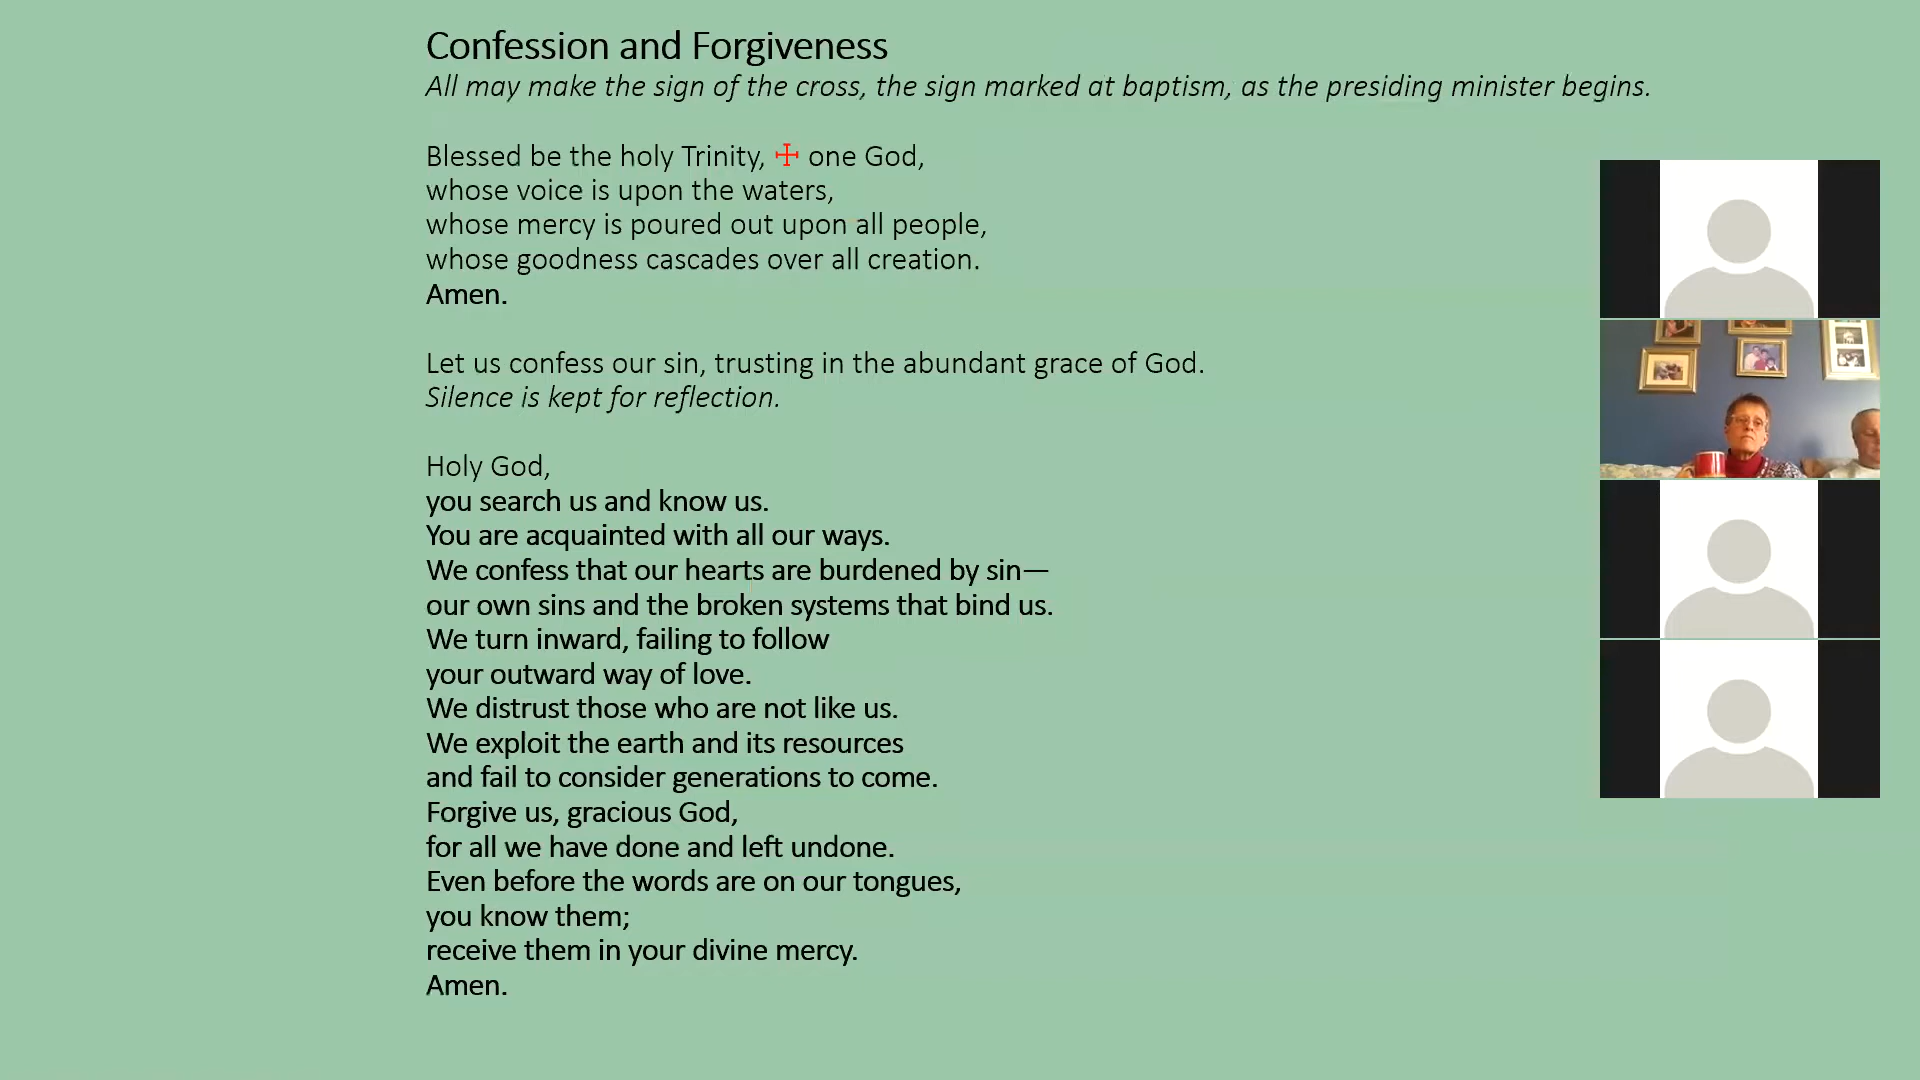 Confession and Forgiveness
All may make the sign of the cross, the sign marked at baptism, as the presiding minister begins.
Blessed be the holy Trinity, ☩ one God,
whose voice is upon the waters,
whose mercy is poured out upon all people,
whose goodness cascades over all creation.
Amen.
Let us confess our sin, trusting in the abundant grace of God.
Silence is kept for reflection.
Holy God,
you search us and know us.
You are acquainted with all our ways.
We confess that our hearts are burdened by sin—
our own sins and the broken systems that bind us.
We turn inward, failing to follow
your outward way of love.
We distrust those who are not like us.
We exploit the earth and its resources
and fail to consider generations to come.
Forgive us, gracious God,
for all we have done and left undone.
Even before the words are on our tongues,
you know them;
receive them in your divine mercy.
Amen.